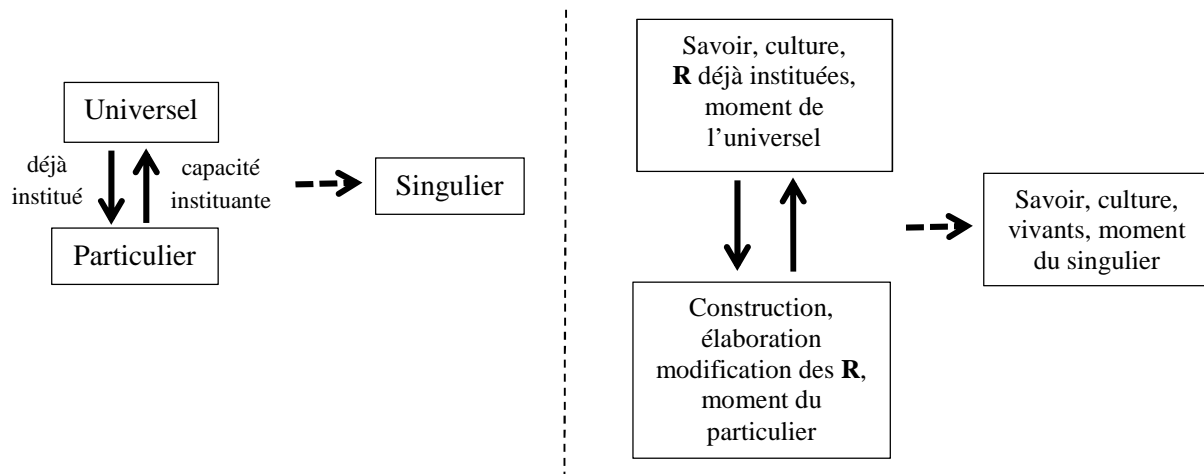 Universel
déjà
institué
capacité
instituante
Particulier
Singulier
Savoir, culture,
R déjà instituées,
moment de
l’universel
Construction,
élaboration
modification des R,
moment du
particulier
Savoir, culture,
vivants, moment
du singulier